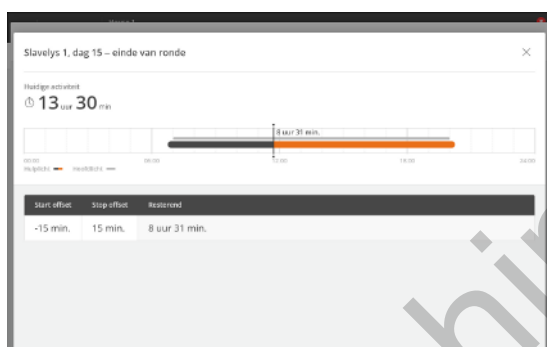 Slavelys 1, dag 15 – einde van ronde
Huidige activiteit
13 uur 30 min
8 uur 31 min.
00:00 06:00 12:00 18:00 24:00
Hulplicht Hoofdlicht
Start offset Stop offset Resterend
-15 min. 15 min. 8 uur 31 min.